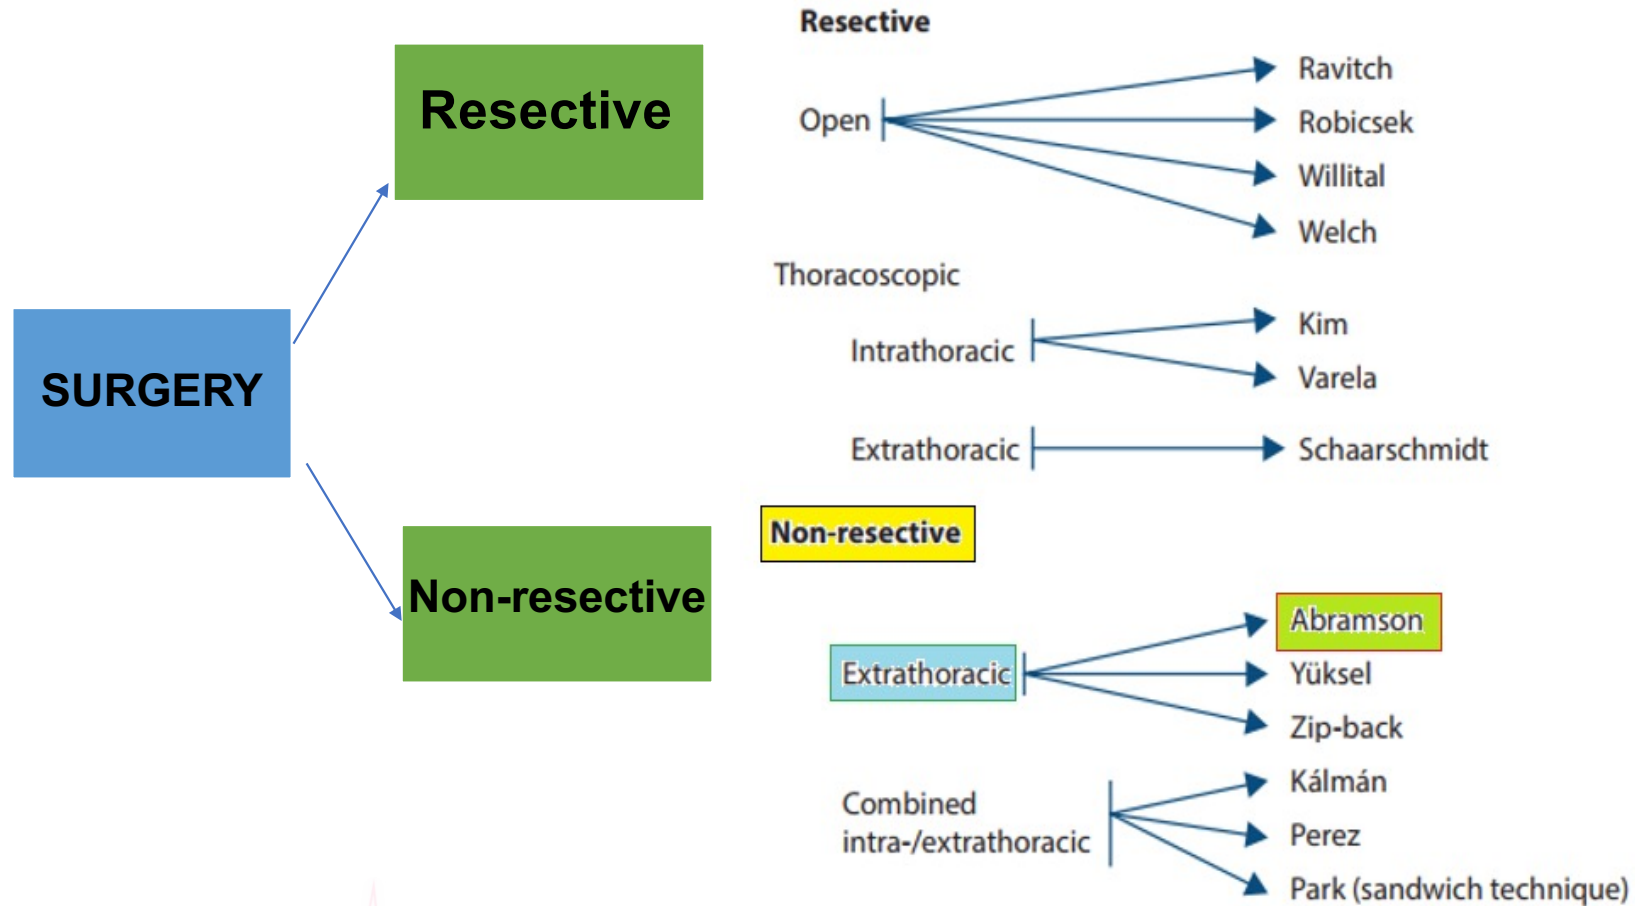 SURGERY
Resective
Non-resective
Resective
Open
Ravitch
Robicsek
Willital
Welch
Thoracoscopic
Intrathoracic
Kim
Varela
Extrathoracic
Schaarschmidt
Non-resective
Extrathoracic
Abramson
Yüksel
Zip-back
Combined
intra-/extrathoracic
Kálmán
Perez
Park (sandwich technique)